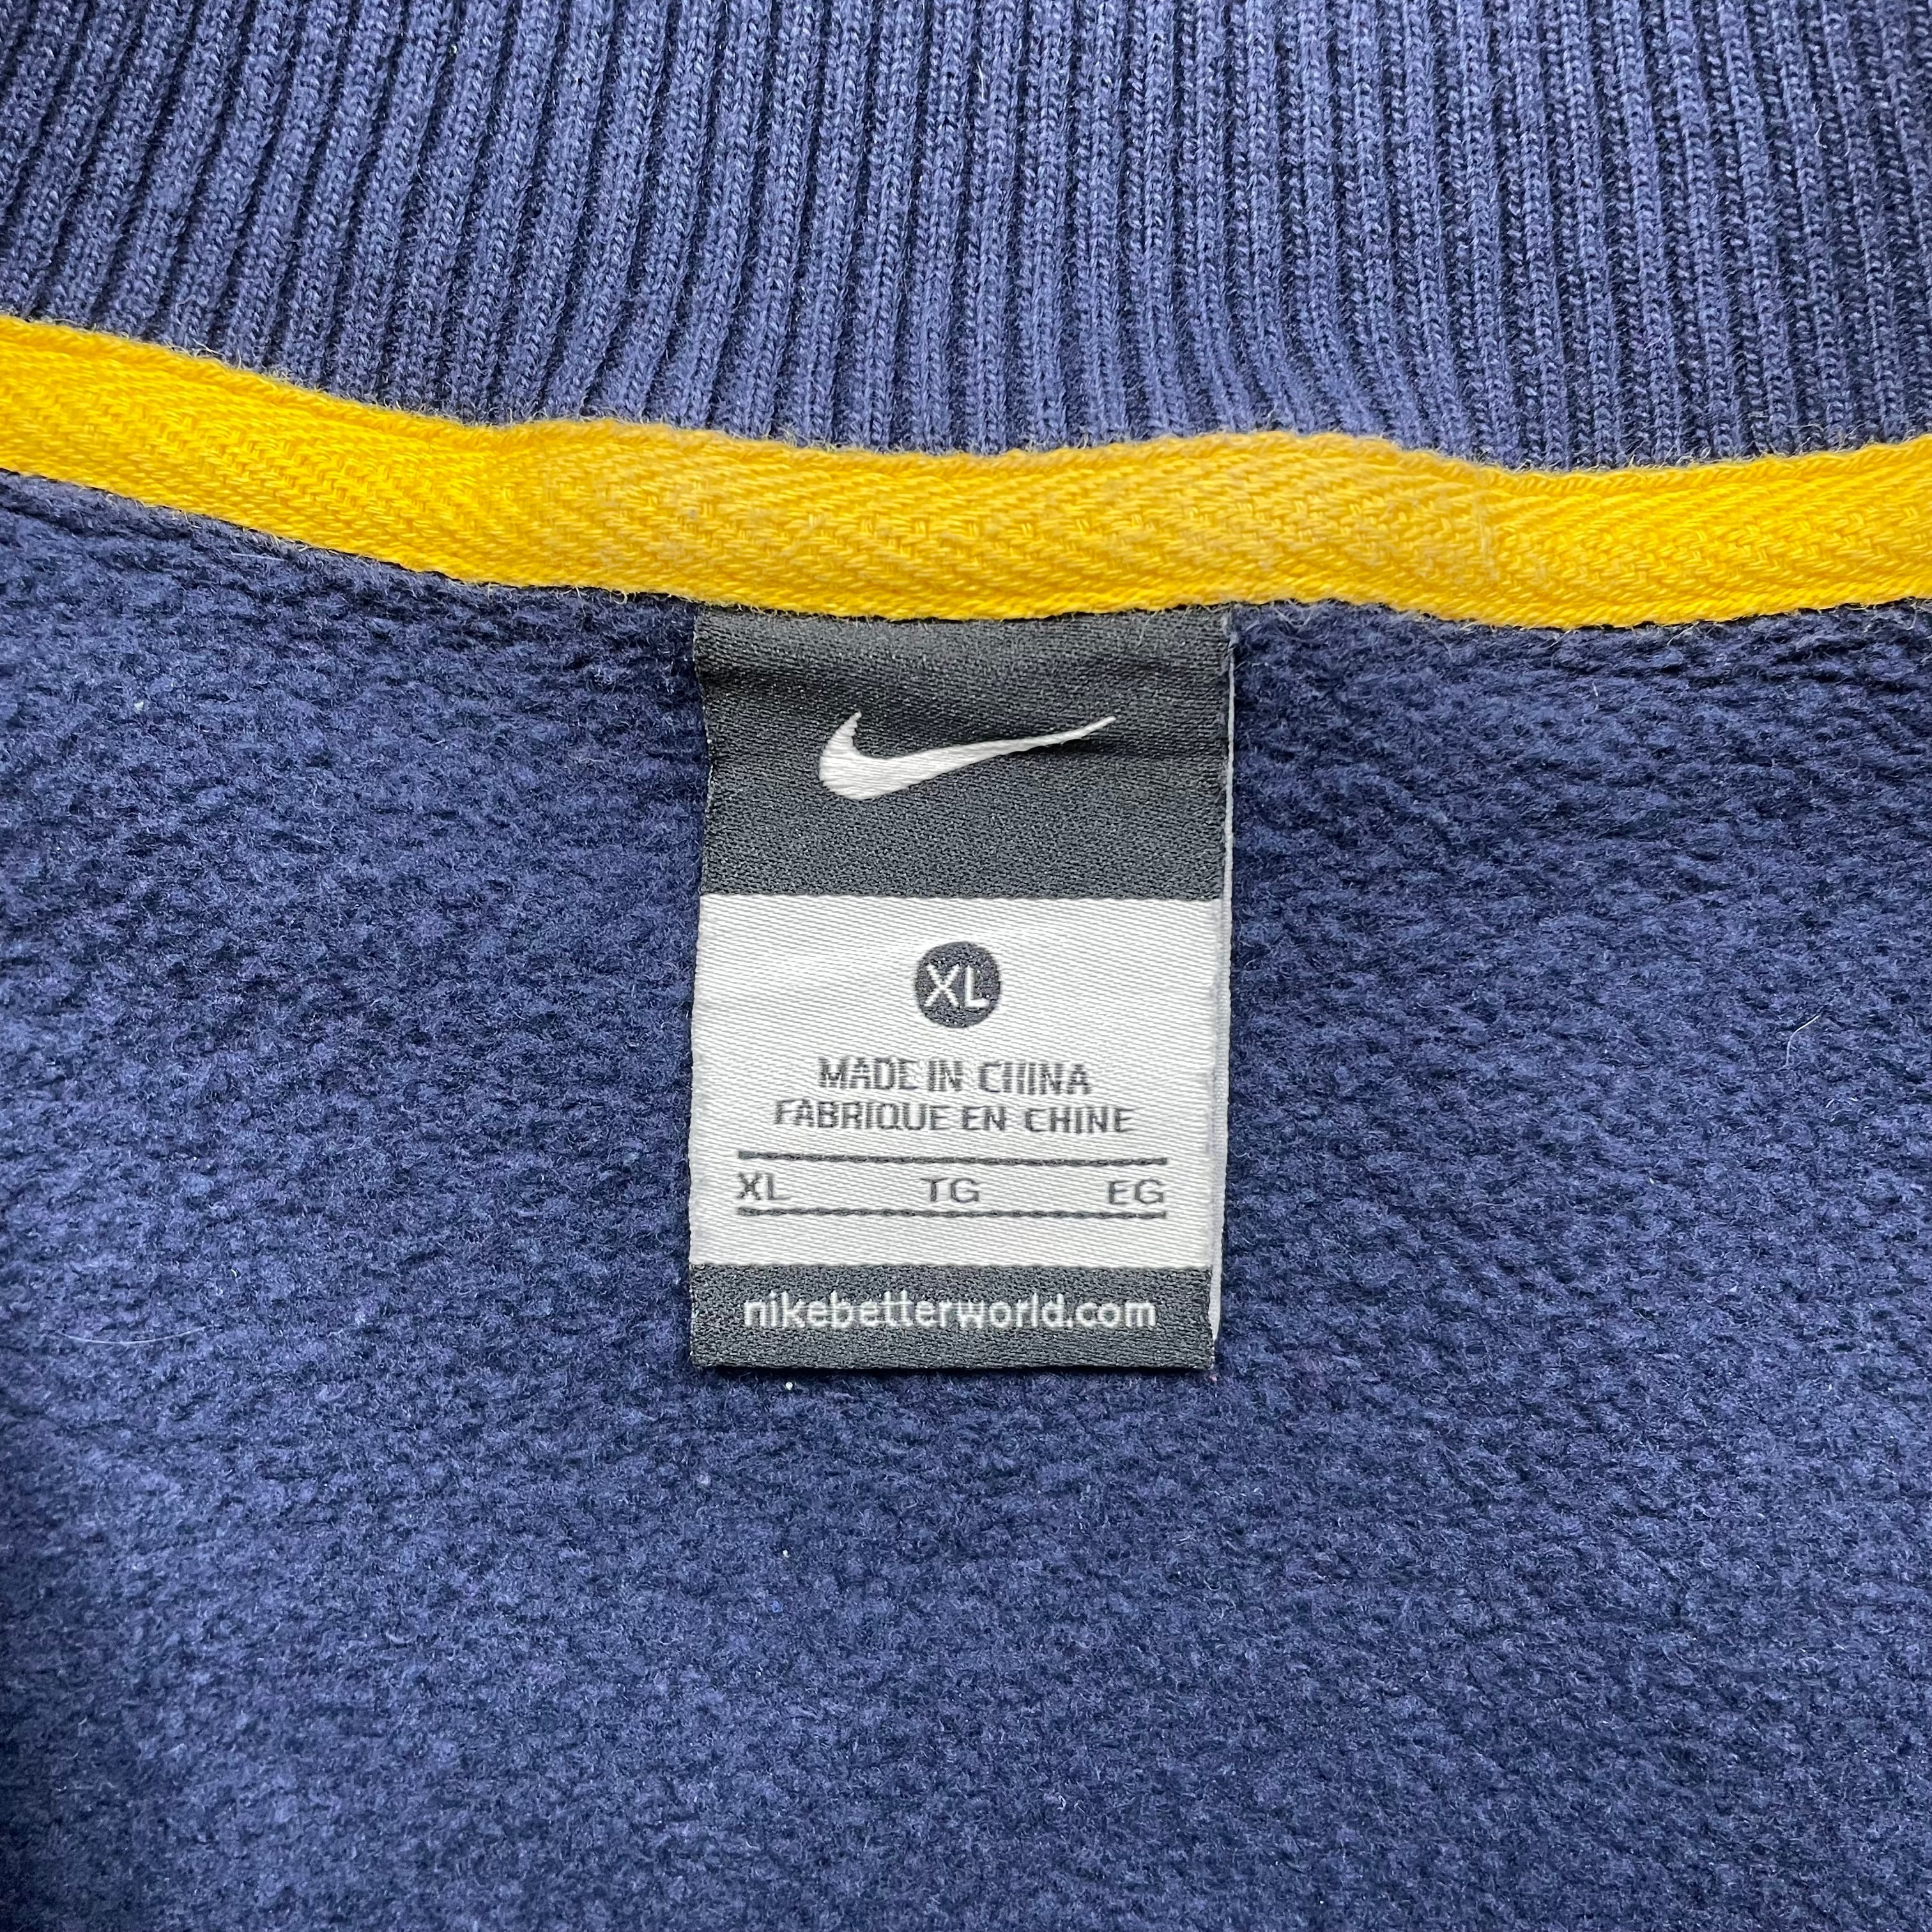 XL
MADE IN CHINA
FABRIQUE EN CHINE
XL TG EG
nikebetterworld.com